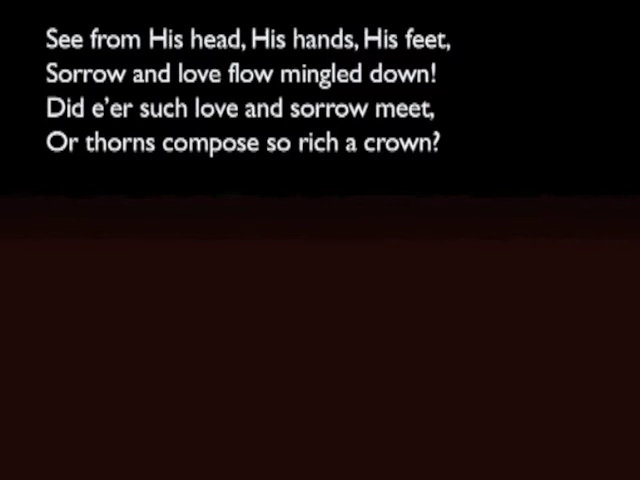 See from His head, His hands, His feet,
Sorrow and love flow mingled down!
Did e’er such love and sorrow meet,
Or thorns compose so rich a crown?